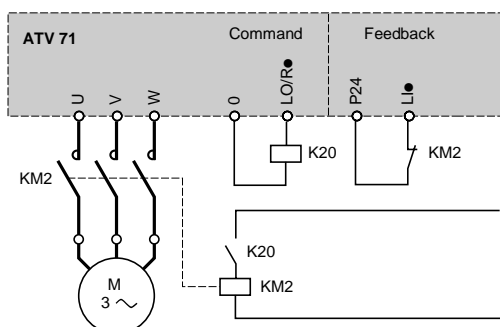 ATV 71
Command
Feedback
U
V
W
0
LO/R●
P24
LI●
K20
KM2
KM2
K20
KM2
M
3 ~